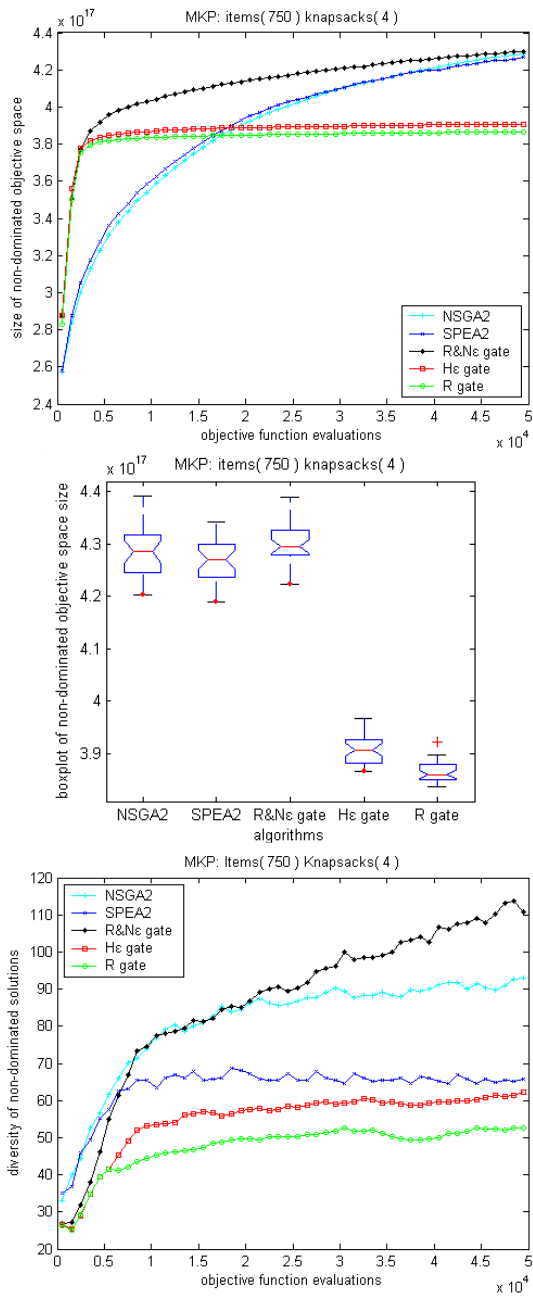 MKP: items(750) knapsacks(4)
x 10^17
4.4
4.2
4
3.8
3.6
3.4
3.2
3
2.8
2.6
2.4
size of non-dominated objective space
NSGA2
SPEA2
R&Nε gate
Hε gate
R gate
0 0.5 1 1.5 2 2.5 3 3.5 4 4.5 5
objective function evaluations
x 10^4
MKP: items(750) knapsacks(4)
x 10^17
4.4
4.3
4.2
4.1
4
3.9
boxplot of non-dominated objective space size
NSGA2 SPEA2 R&Nε gate Hε gate R gate
algorithms
MKP: Items(750) Knapsacks(4)
120
110
100
90
80
70
60
50
40
30
20
diversity of non-dominated solutions
NSGA2
SPEA2
R&Nε gate
Hε gate
R gate
0 0.5 1 1.5 2 2.5 3 3.5 4 4.5 5
objective function evaluations
x 10^4